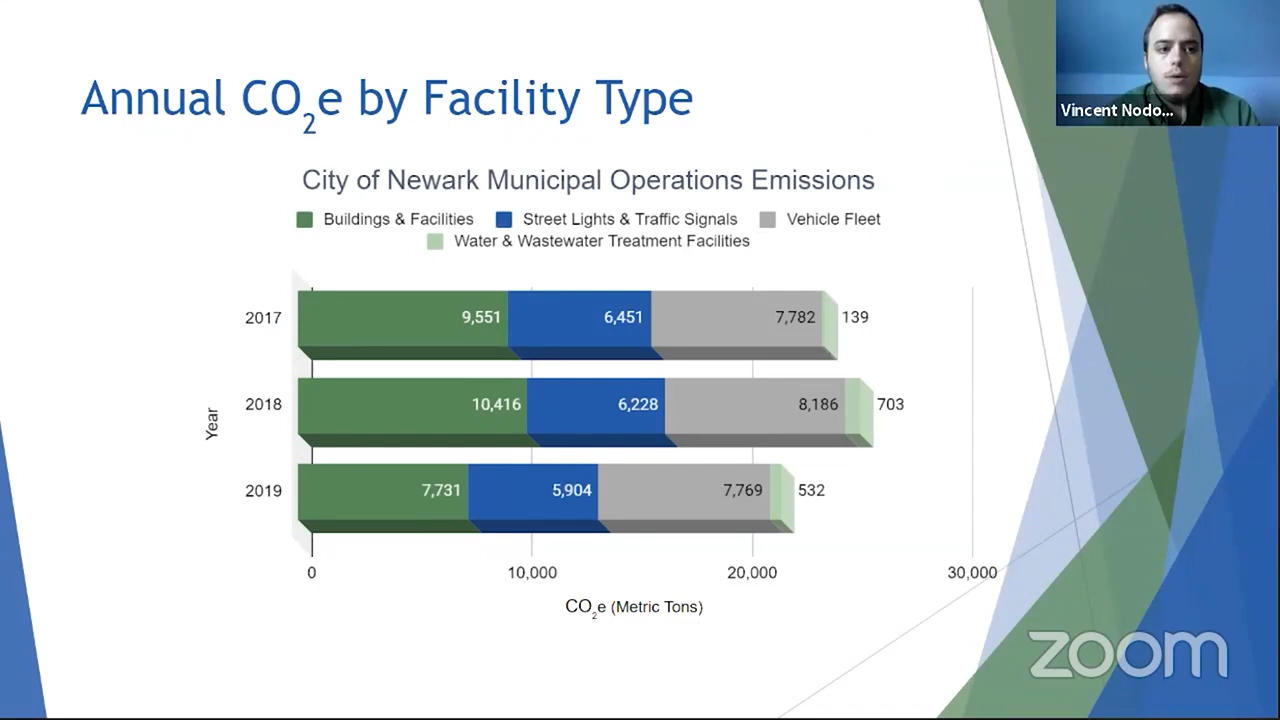 Annual CO₂e by Facility Type
Vincent Nodo...
City of Newark Municipal Operations Emissions
Buildings & Facilities Street Lights & Traffic Signals Vehicle Fleet
Water & Wastewater Treatment Facilities
2017 9,551 6,451 7,782 139
2018 10,416 6,228 8,186 703
2019 7,731 5,904 7,769 532
Year
0 10,000 20,000 30,000
CO₂e (Metric Tons)
zoom